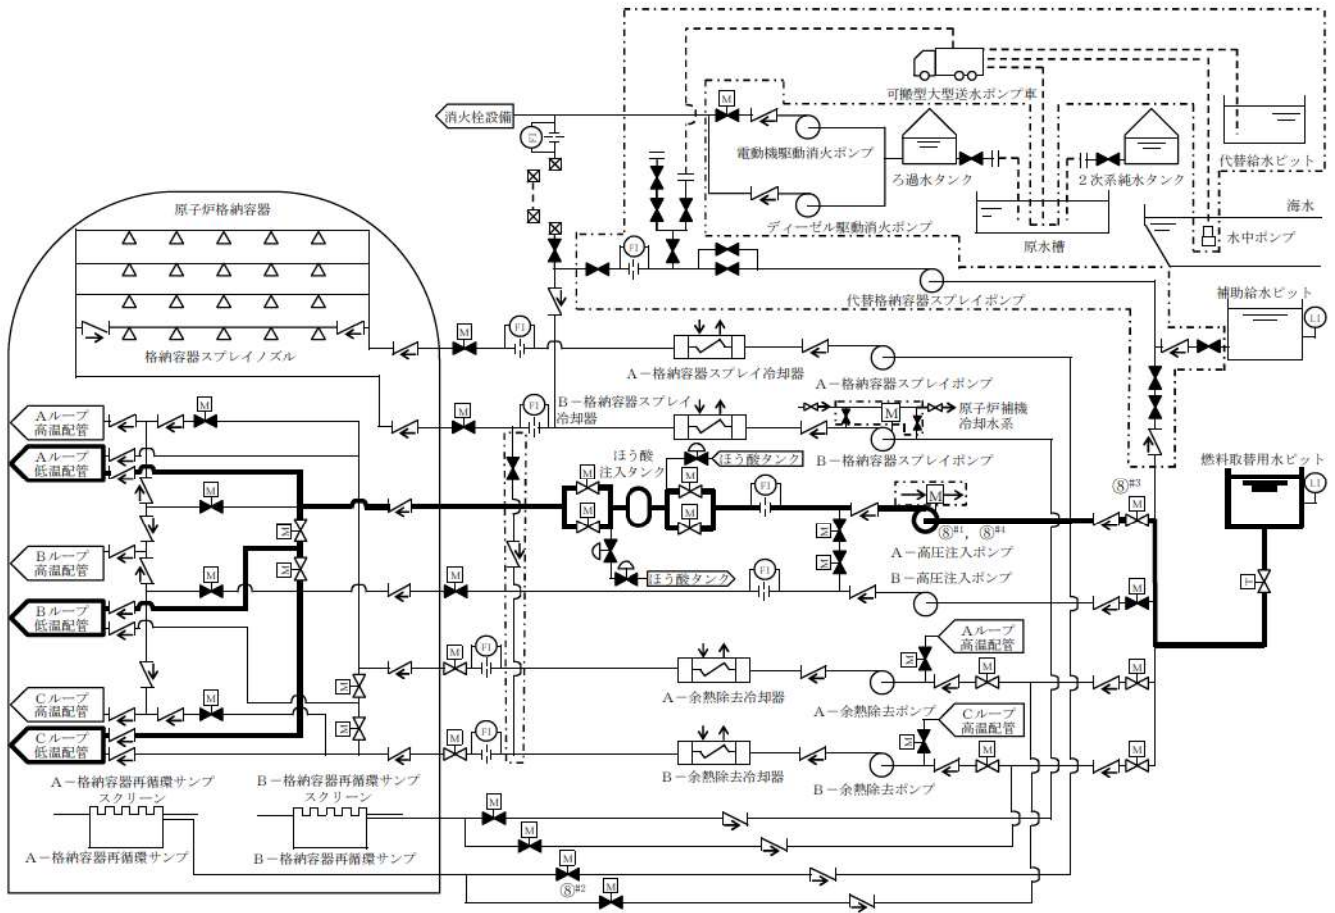 可搬型大型送水ポンプ車
消火栓設備
FI
M
電動機駆動消火ポンプ
ろ過水タンク
2次系純水タンク
代替給水ピット
ディーゼル駆動消火ポンプ
原水槽
海水
水中ポンプ
原子炉格納容器
FI
代替格納容器スプレイポンプ
補助給水ピット
LI
格納容器スプレイノズル
M
FI
A-格納容器スプレイ冷却器
A-格納容器スプレイポンプ
Aループ
高温配管
M
M
FI
B-格納容器スプレイ
冷却器
M
原子炉補機
冷却水系
B-格納容器スプレイポンプ
Aループ
低温配管
ほう酸
注入タンク
ほう酸タンク
燃料取替用水ピット
LI
M
M
M
M
FI
M
⑧#1, ⑧#4
⑧#3
M
A-高圧注入ポンプ
M
M
M
Bループ
高温配管
M
M
M
ほう酸タンク
FI
B-高圧注入ポンプ
M
M
M
T
Bループ
低温配管
Aループ
高温配管
M
FI
M
M
M
A-余熱除去冷却器
A-余熱除去ポンプ
Cループ
高温配管
M
M
M
Cループ
高温配管
Cループ
低温配管
M
FI
M
M
M
B-余熱除去冷却器
B-余熱除去ポンプ
A-格納容器再循環サンプ
スクリーン
B-格納容器再循環サンプ
スクリーン
M
M
A-格納容器再循環サンプ
B-格納容器再循環サンプ
M
⑧#2
M